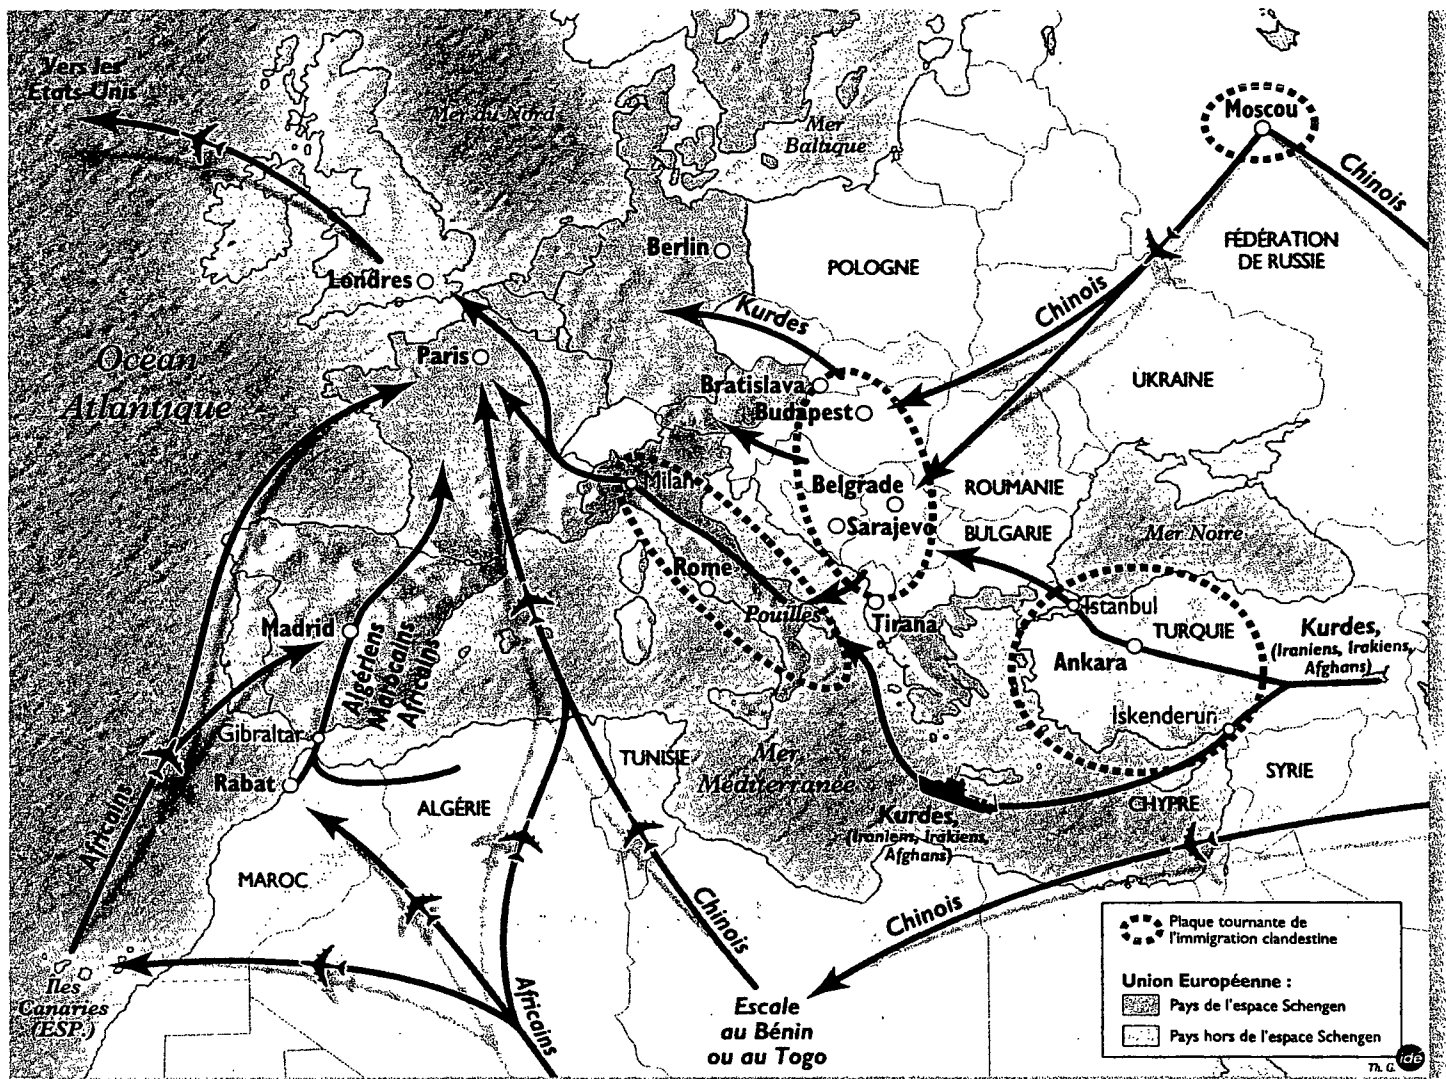 Vers les
Etats-Unis
Mer du Nord
Mer
Baltique
Moscou
Chinois
FÉDÉRATION
DE RUSSIE
Berlin
POLOGNE
Londres
Chinois
Kurdes
Océan
Atlantique
Paris
Bratislava
Budapest
UKRAINE
Milan
Belgrade
ROUMANIE
Sarajevo
BULGARIE
Mer Noire
Rome
Pouilles
Tirana
Istanbul
TURQUIE
Ankara
Kurdes,
(Iraniens, Irakiens,
Afghans)
Madrid
Algériens
Marocains
Africains
Iskenderun
Gibraltar
TUNISIE
Mer
Méditerranée
SYRIE
Rabat
ALGÉRIE
CHYPRE
Kurdes,
(Iraniens, Irakiens,
Afghans)
Africains
MAROC
Chinois
Chinois
Iles
Canaries
(ESP.)
Africains
Escale
au Bénin
ou au Togo
Plaque tournante de
l'immigration clandestine
Union Européenne :
Pays de l'espace Schengen
Pays hors de l'espace Schengen
Th. G.
idé